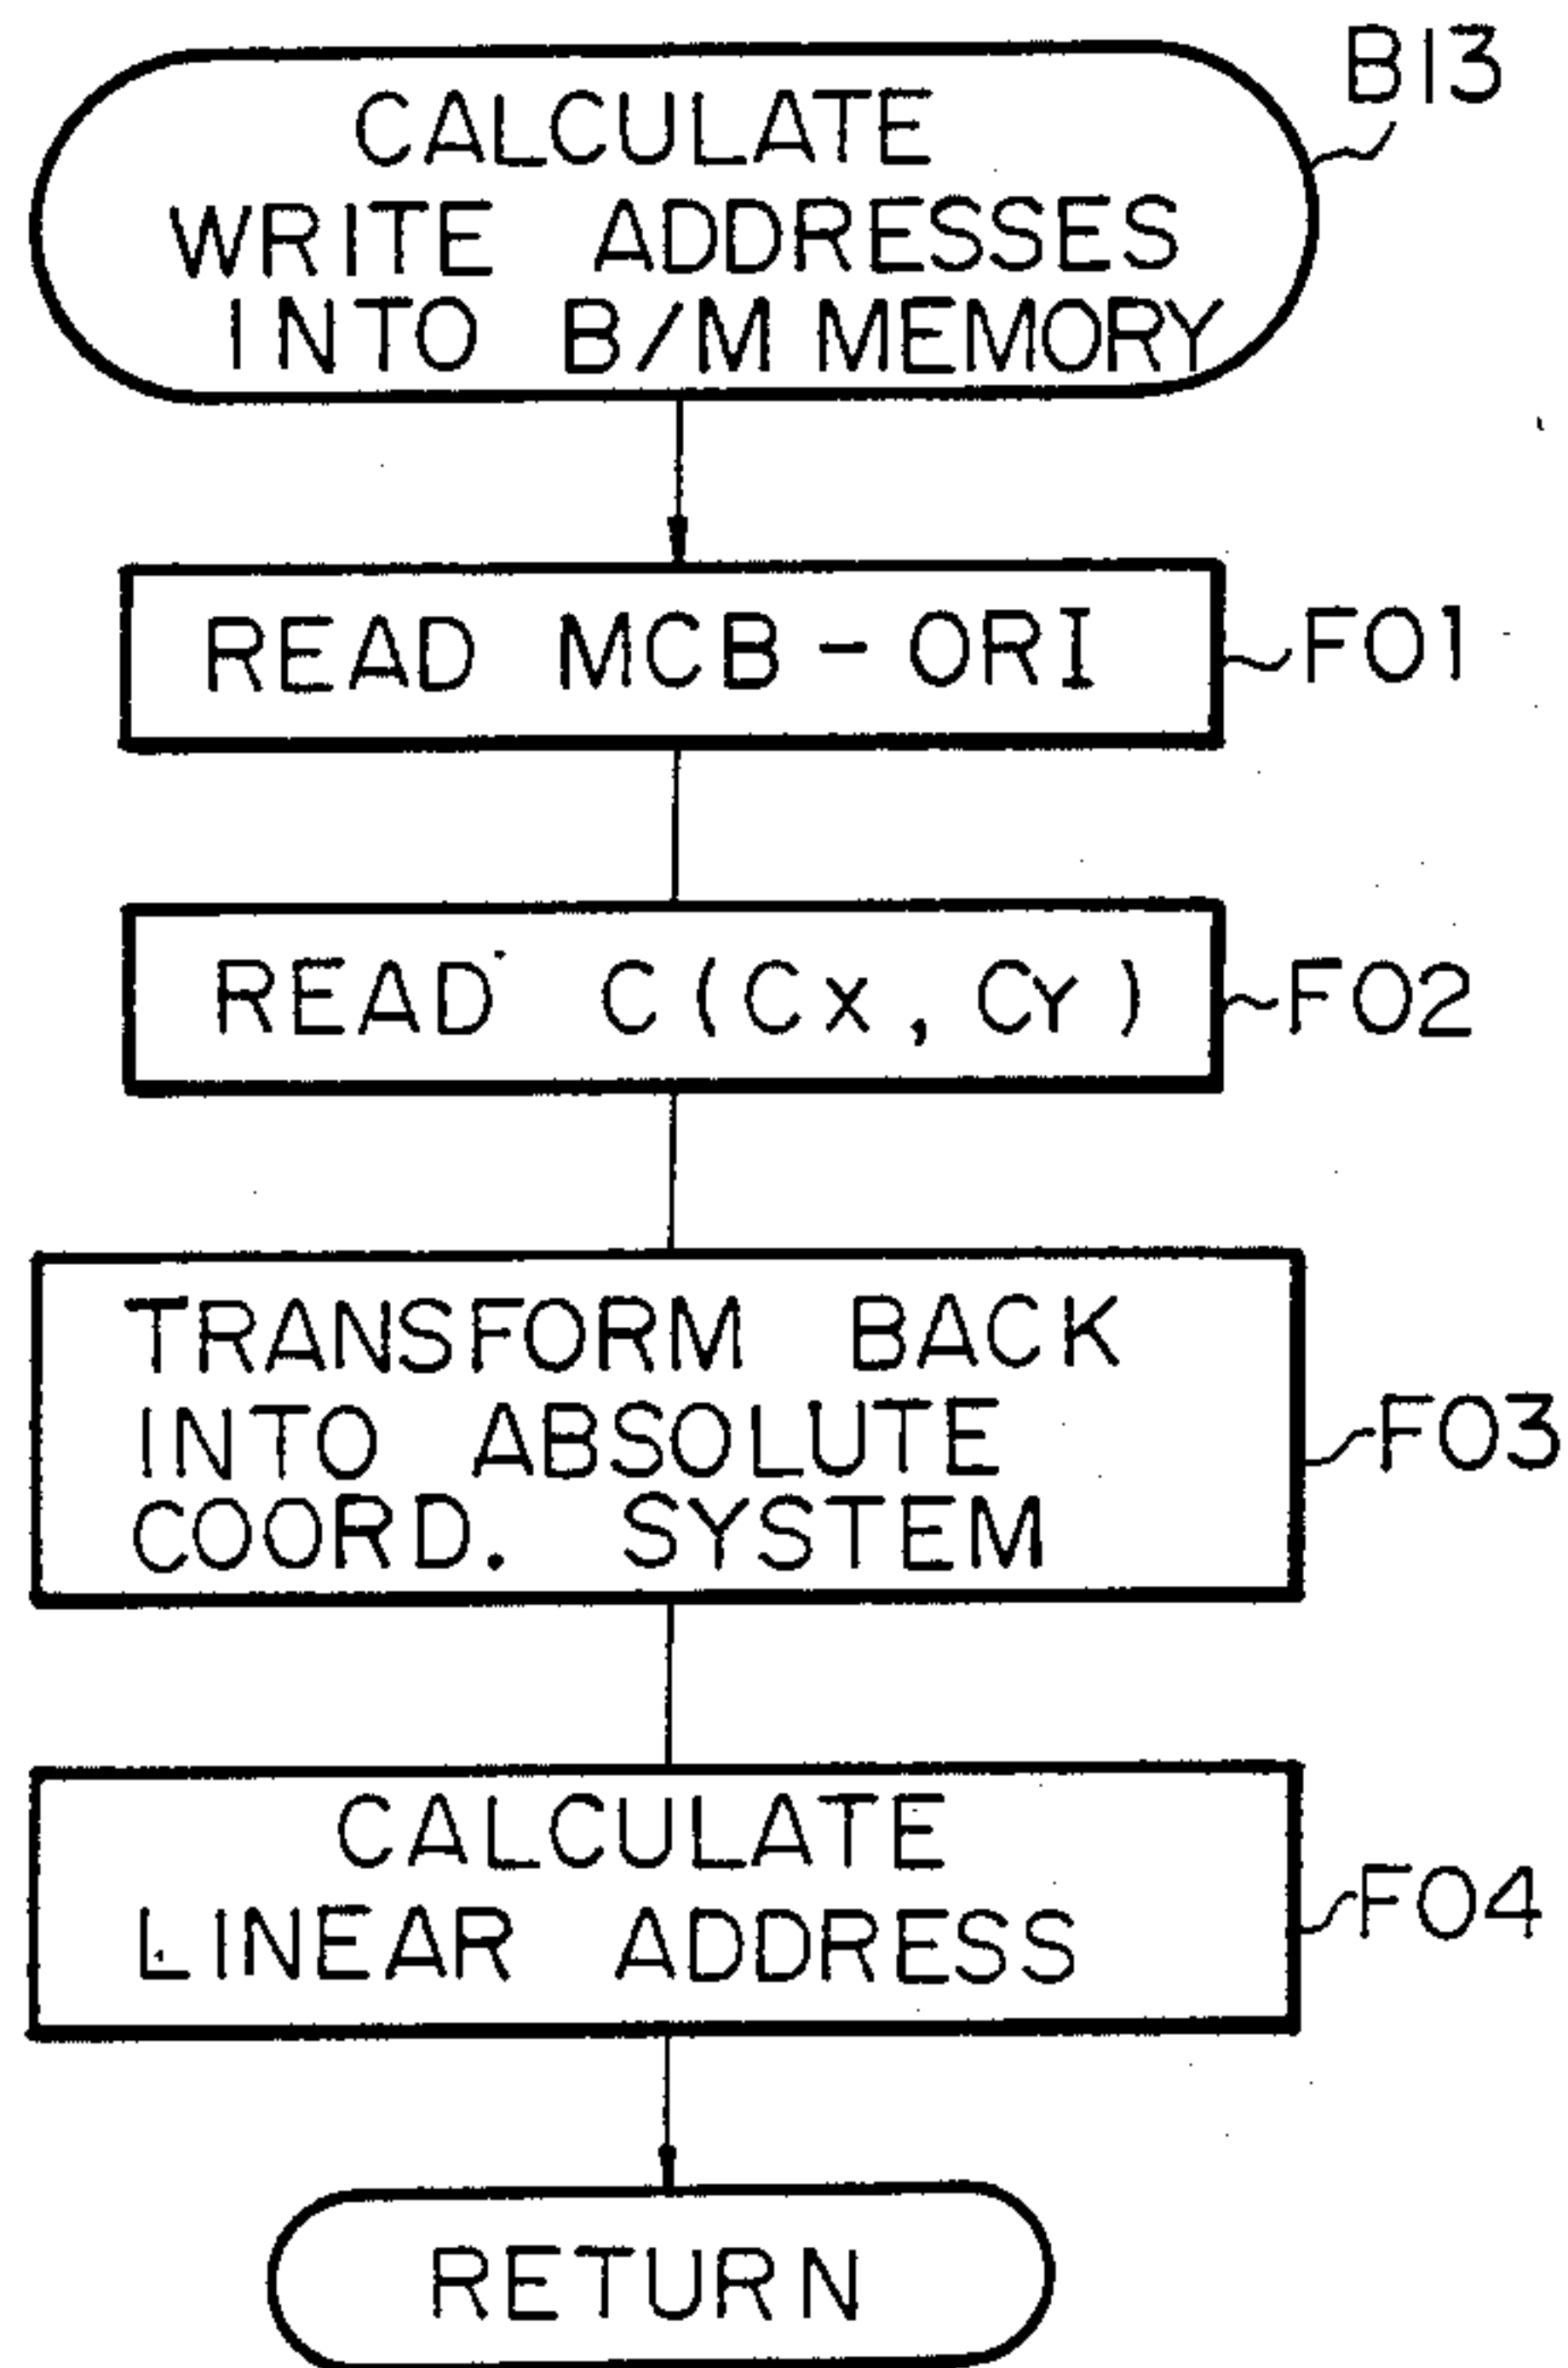 B13
CALCULATE
WRITE ADDRESSES
INTO B/M MEMORY
READ MCB-ORI
F01
READ C(Cx, CY)
F02
TRANSFORM BACK
INTO ABSOLUTE
COORD. SYSTEM
F03
CALCULATE
LINEAR ADDRESS
F04
RETURN